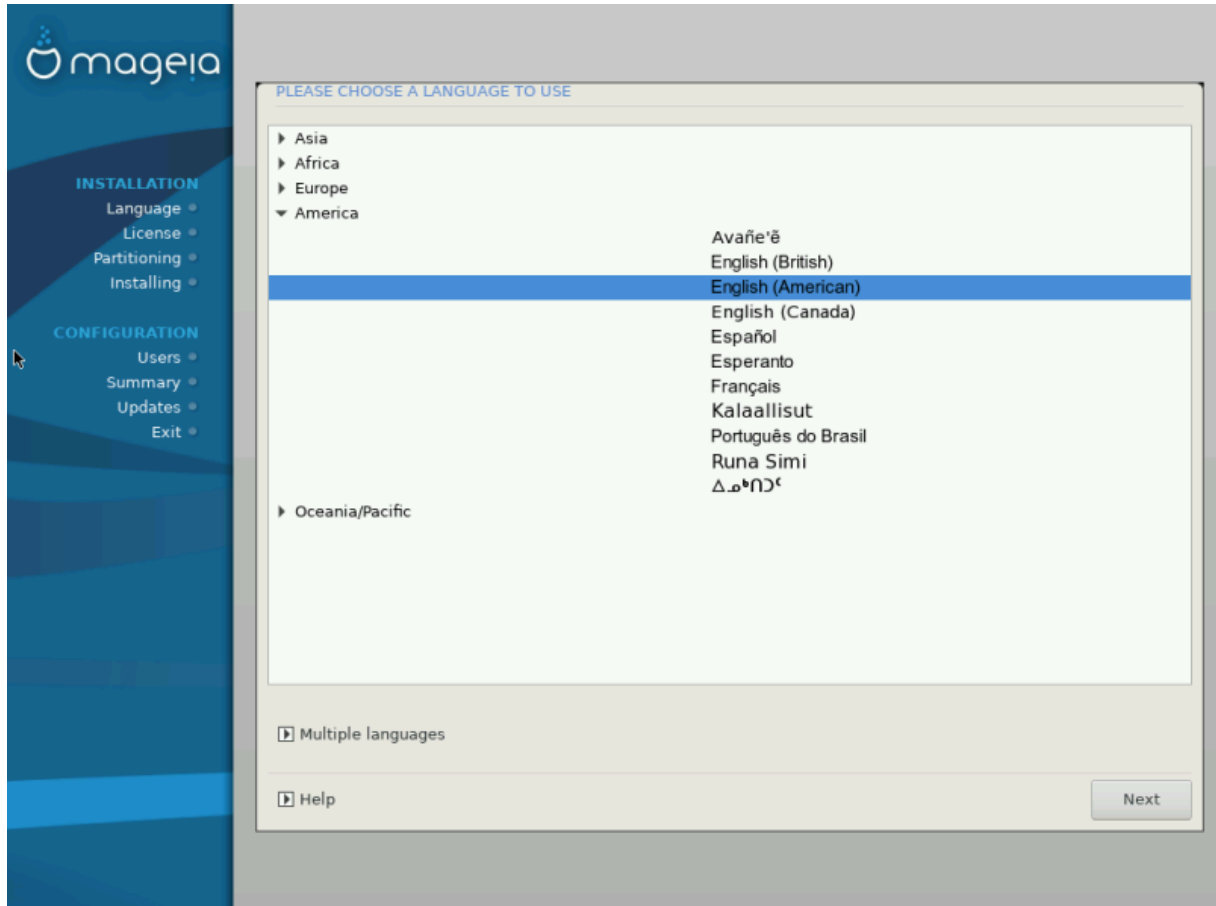 mageia
INSTALLATION
Language
License
Partitioning
Installing
CONFIGURATION
Users
Summary
Updates
Exit
PLEASE CHOOSE A LANGUAGE TO USE
Asia
Africa
Europe
America
Avañe'ẽ
English (British)
English (American)
English (Canada)
Español
Esperanto
Français
Kalaallisut
Português do Brasil
Runa Simi
ᐃᓄᒃᑎᑐᑦ
Oceania/Pacific
Multiple languages
Help
Next